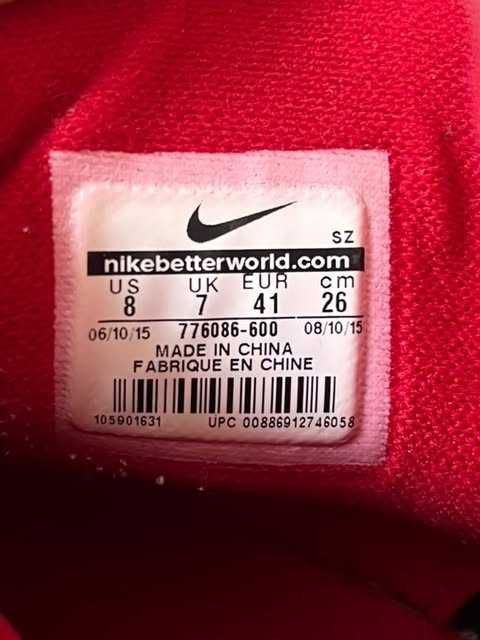 SZ
nikebetterworld.com
US UK EUR cm
8 7 41 26
06/10/15 776086-600 08/10/15
MADE IN CHINA
FABRIQUE EN CHINE
105901631 UPC 00886912746058